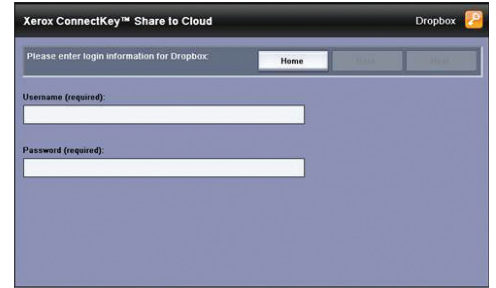 Xerox ConnectKey™ Share to Cloud Dropbox
Please enter login information for Dropbox: Home
Username (required):
Password (required):